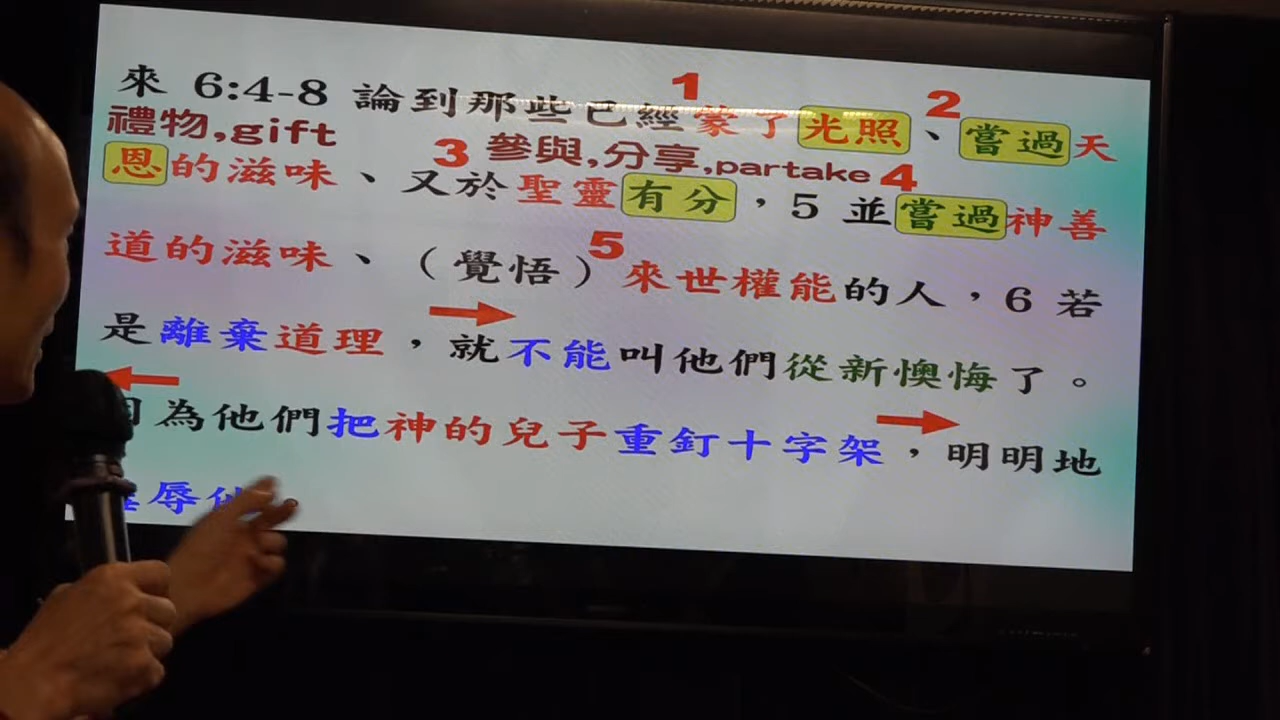 來 6:4-8 論到那些已經蒙了光照、嘗過天
1
2
禮物,gift
3 參與,分享,partake 4
恩的滋味、又於聖靈有分，5 並嘗過神善
5
道的滋味、（覺悟）來世權能的人，6 若
是離棄道理，就不能叫他們從新懊悔了。
因為他們把神的兒子重釘十字架，明明地
辱他。